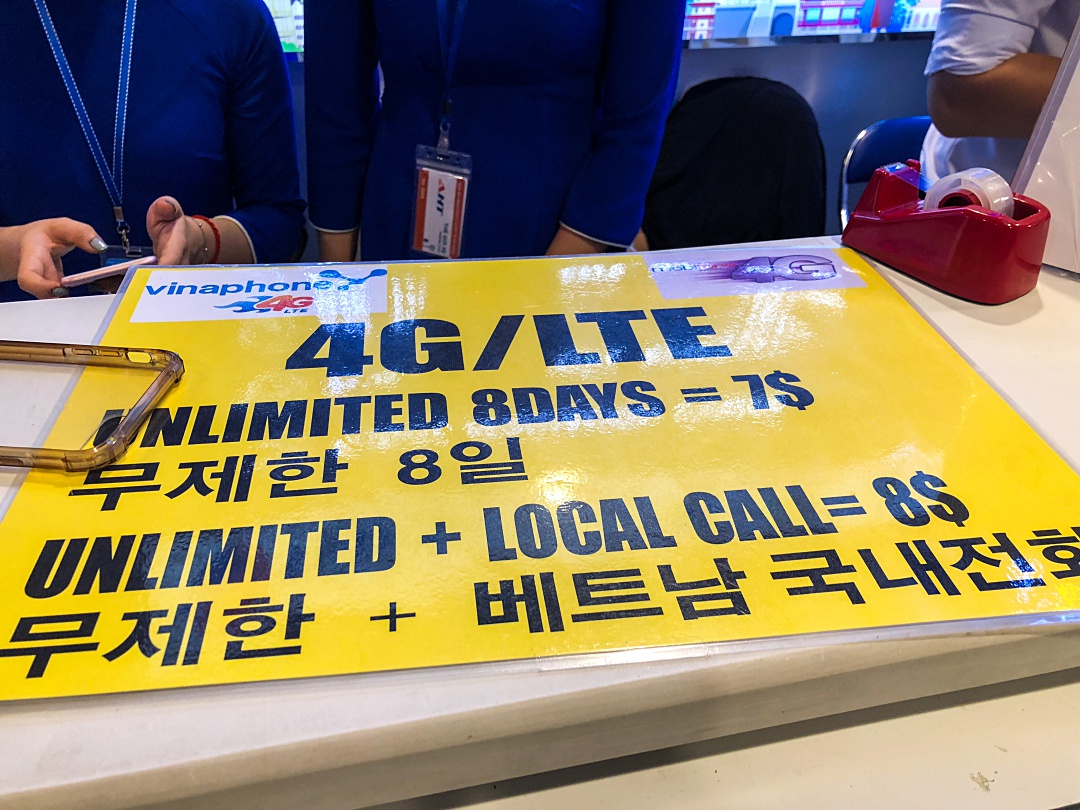 vinaphone
4G
LTE
4G
4G/LTE
UNLIMITED 8DAYS = 7$
무제한 8일
UNLIMITED + LOCAL CALL= 8$
무제한 + 베트남 국내전화
AHT